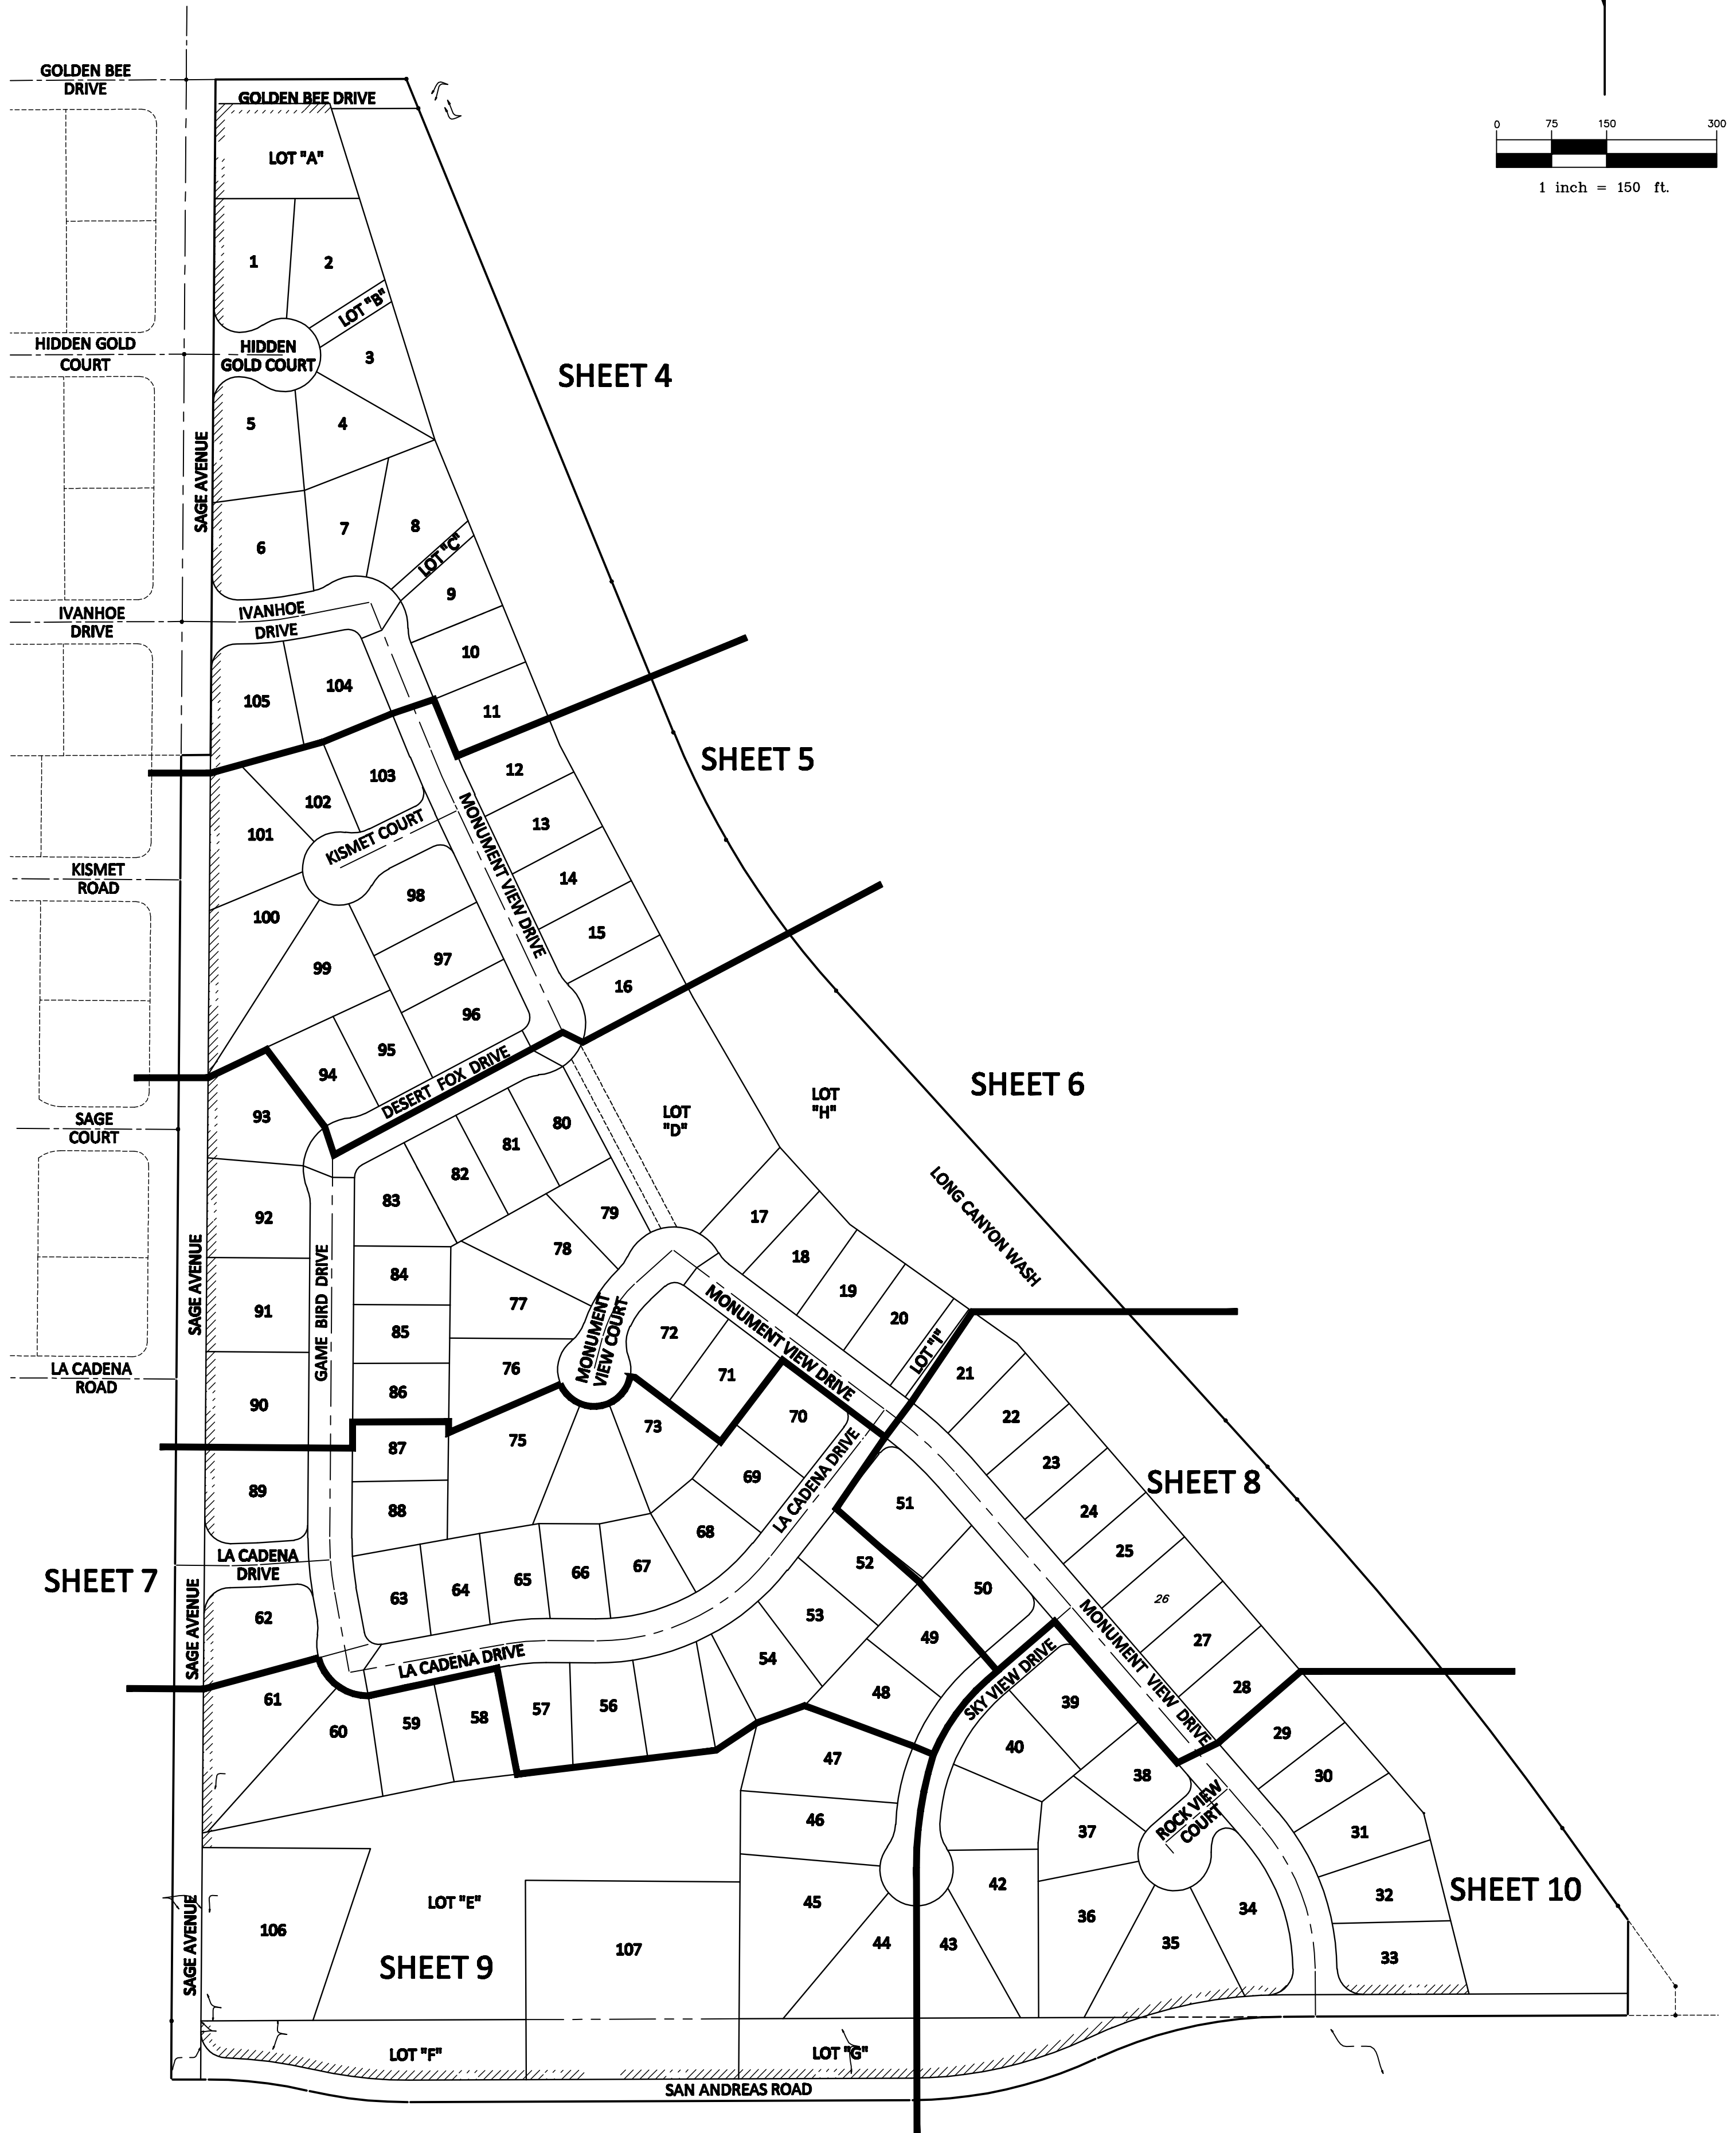 GOLDEN BEE
DRIVE
GOLDEN BEE DRIVE
0 75 150 300
1 inch = 150 ft.
LOT "A"
1
2
LOT "B"
HIDDEN GOLD
COURT
HIDDEN
GOLD COURT
3
SHEET 4
5
4
SAGE AVENUE
6
7
8
LOT "C"
9
IVANHOE
DRIVE
IVANHOE
DRIVE
10
105
104
11
SHEET 5
103
12
102
101
KISMET COURT
MONUMENT VIEW DRIVE
13
KISMET
ROAD
14
98
100
15
97
99
16
96
95
94
DESERT FOX DRIVE
SHEET 6
LOT
"H"
LOT
"D"
SAGE
COURT
93
80
81
82
83
LONG CANYON WASH
92
79
17
78
18
SAGE AVENUE
GAME BIRD DRIVE
84
19
77
MONUMENT
VIEW COURT
MONUMENT VIEW DRIVE
91
20
85
72
LOT "I"
LA CADENA
ROAD
76
71
21
86
90
70
22
73
75
87
23
69
LA CADENA DRIVE
SHEET 8
89
51
88
24
68
25
LA CADENA
DRIVE
52
SHEET 7
67
66
65
64
63
50
26
62
53
SAGE AVENUE
MONUMENT VIEW DRIVE
49
27
54
LA CADENA DRIVE
SKY VIEW DRIVE
48
28
61
39
57
56
58
59
60
29
40
47
38
30
ROCK VIEW
COURT
46
37
31
42
SHEET 10
32
LOT "E"
45
34
36
106
SAGE AVENUE
107
44
43
35
33
SHEET 9
LOT "F"
LOT "G"
SAN ANDREAS ROAD